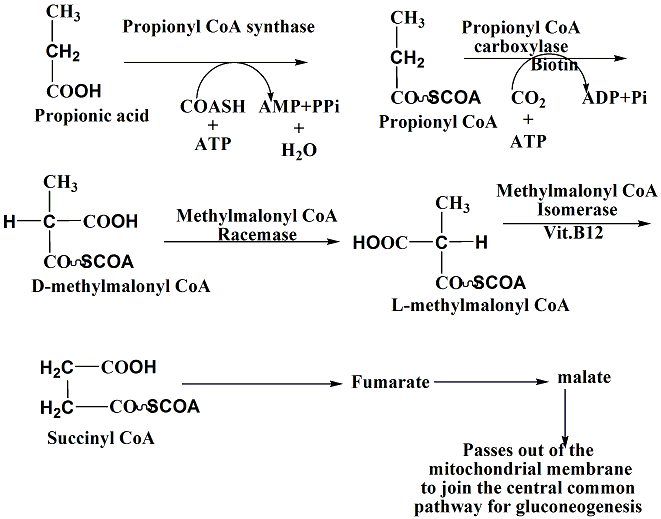 CH3
CH2
COOH
Propionic acid
Propionyl CoA synthase
COASH
+
ATP
AMP+PPi
+
H2O
CH3
CH2
CO~SCOA
Propionyl CoA
Propionyl CoA
carboxylase
Biotin
CO2
+
ATP
ADP+Pi
CH3
H—C—COOH
CO~SCOA
D-methylmalonyl CoA
Methylmalonyl CoA
Racemase
CH3
HOOC—C—H
CO~SCOA
L-methylmalonyl CoA
Methylmalonyl CoA
Isomerase
Vit.B12
H2C—COOH
H2C—CO~SCOA
Succinyl CoA
Fumarate
malate
Passes out of the
mitochondrial membrane
to join the central common
pathway for gluconeogenesis